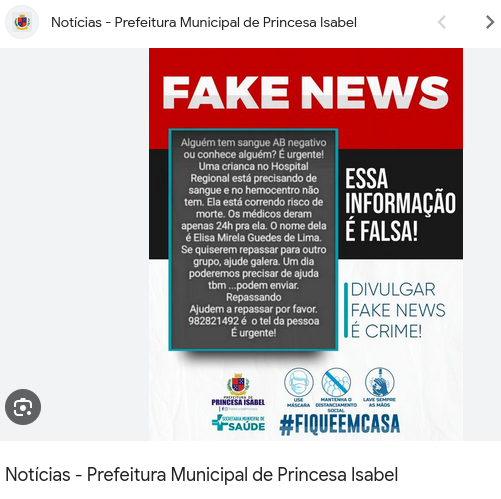 Notícias - Prefeitura Municipal de Princesa Isabel
FAKE NEWS
Alguém tem sangue AB negativo
ou conhece alguém? É urgente!
Uma crianca no Hospital
Regional está precisando de
sangue e no hemocentro não
tem. Ela está correndo risco de
morte. Os médicos deram
apenas 24h pra ela. O nome dela
é Elisa Mirela Guedes de Lima.
Se quiserem repassar para outro
grupo, ajude galera. Um dia
poderemos precisar de ajuda
tbm ...podem enviar.
Repassando
Ajudem a repassar por favor.
982821492 é o tel da pessoa
É urgente!
ESSA
INFORMAÇÃO
É FALSA!
DIVULGAR
FAKE NEWS
É CRIME!
PREFEITURA DE
PRINCESA ISABEL
SECRETARIA MUNICIPAL DE
SAÚDE
USE
MÁSCARA
MANTENHA O
DISTANCIAMENTO
SOCIAL
LAVE SEMPRE
AS MÃOS
#FIQUEEMCASA
Notícias - Prefeitura Municipal de Princesa Isabel